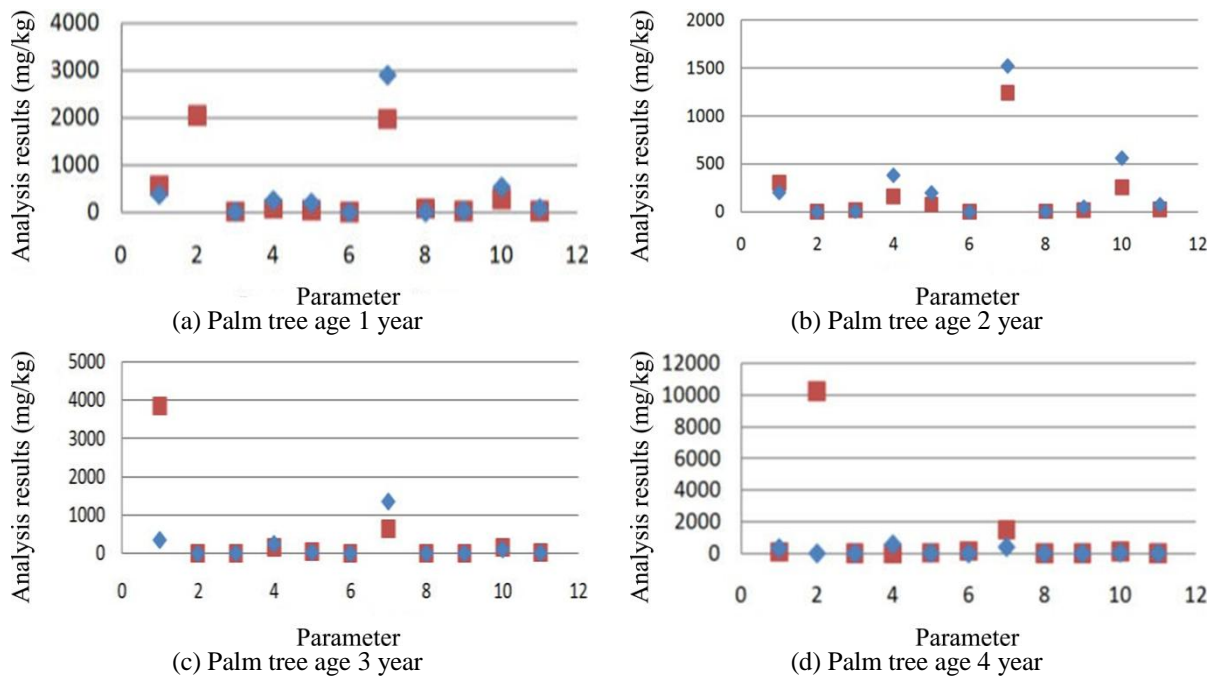 Analysis results (mg/kg)
4000
3000
2000
1000
0
0 2 4 6 8 10 12
Parameter
(a) Palm tree age 1 year
Analysis results (mg/kg)
2000
1500
1000
500
0
0 2 4 6 8 10 12
Parameter
(b) Palm tree age 2 year
Analysis results (mg/kg)
5000
4000
3000
2000
1000
0
0 2 4 6 8 10 12
Parameter
(c) Palm tree age 3 year
Analysis results (mg/kg)
12000
10000
8000
6000
4000
2000
0
0 2 4 6 8 10 12
Parameter
(d) Palm tree age 4 year